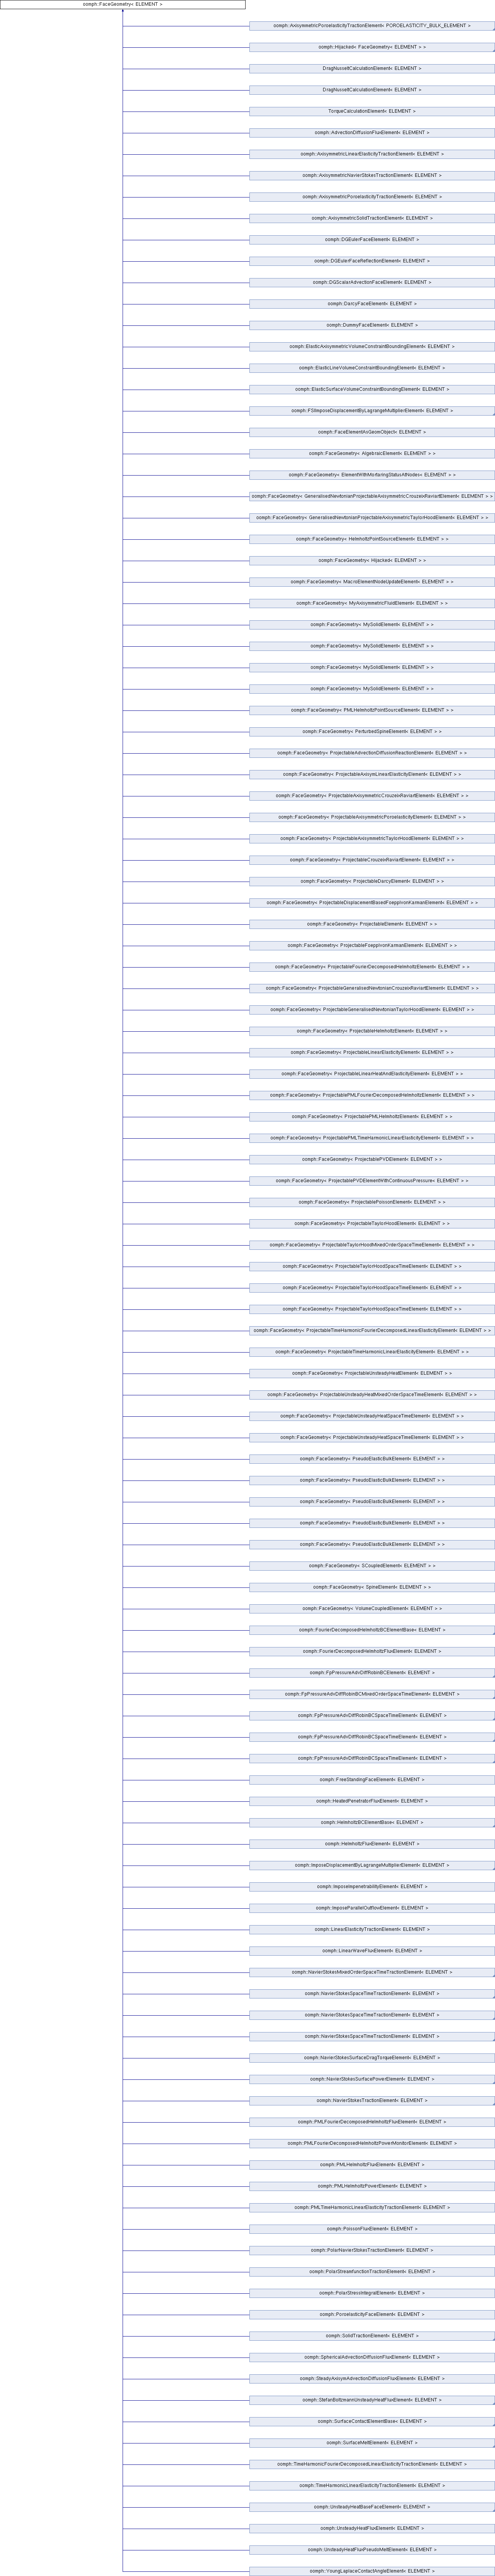 oomph::FaceGeometry< ELEMENT >
oomph::AxisymmetricPoroelasticityTractionElement< POROELASTICITY_BULK_ELEMENT >
oomph::Hijacked< FaceGeometry< ELEMENT > >
DragNusseltCalculationElement< ELEMENT >
DragNusseltCalculationElement< ELEMENT >
TorqueCalculationElement< ELEMENT >
oomph::AdvectionDiffusionFluxElement< ELEMENT >
oomph::AxisymmetricLinearElasticityTractionElement< ELEMENT >
oomph::AxisymmetricNavierStokesTractionElement< ELEMENT >
oomph::AxisymmetricPoroelasticityTractionElement< ELEMENT >
oomph::AxisymmetricSolidTractionElement< ELEMENT >
oomph::DGEulerFaceElement< ELEMENT >
oomph::DGEulerFaceReflectionElement< ELEMENT >
oomph::DGScalarAdvectionFaceElement< ELEMENT >
oomph::DarcyFaceElement< ELEMENT >
oomph::DummyFaceElement< ELEMENT >
oomph::ElasticAxisymmetricVolumeConstraintBoundingElement< ELEMENT >
oomph::ElasticLineVolumeConstraintBoundingElement< ELEMENT >
oomph::ElasticSurfaceVolumeConstraintBoundingElement< ELEMENT >
oomph::FSIImposeDisplacementByLagrangeMultiplierElement< ELEMENT >
oomph::FaceElementAsGeomObject< ELEMENT >
oomph::FaceGeometry< AlgebraicElement< ELEMENT > >
oomph::FaceGeometry< ElementWithMortaringStatusAtNodes< ELEMENT > >
oomph::FaceGeometry< GeneralisedNewtonianProjectableAxisymmetricCrouzeixRaviartElement< ELEMENT > >
oomph::FaceGeometry< GeneralisedNewtonianProjectableAxisymmetricTaylorHoodElement< ELEMENT > >
oomph::FaceGeometry< HelmholtzPointSourceElement< ELEMENT > >
oomph::FaceGeometry< Hijacked< ELEMENT > >
oomph::FaceGeometry< MacroElementNodeUpdateElement< ELEMENT > >
oomph::FaceGeometry< MyAxisymmetricFluidElement< ELEMENT > >
oomph::FaceGeometry< MySolidElement< ELEMENT > >
oomph::FaceGeometry< MySolidElement< ELEMENT > >
oomph::FaceGeometry< MySolidElement< ELEMENT > >
oomph::FaceGeometry< MySolidElement< ELEMENT > >
oomph::FaceGeometry< PMLHelmholtzPointSourceElement< ELEMENT > >
oomph::FaceGeometry< PerturbedSpineElement< ELEMENT > >
oomph::FaceGeometry< ProjectableAdvectionDiffusionReactionElement< ELEMENT > >
oomph::FaceGeometry< ProjectableAxisymLinearElasticityElement< ELEMENT > >
oomph::FaceGeometry< ProjectableAxisymmetricCrouzeixRaviartElement< ELEMENT > >
oomph::FaceGeometry< ProjectableAxisymmetricPoroelasticityElement< ELEMENT > >
oomph::FaceGeometry< ProjectableAxisymmetricTaylorHoodElement< ELEMENT > >
oomph::FaceGeometry< ProjectableCrouzeixRaviartElement< ELEMENT > >
oomph::FaceGeometry< ProjectableDarcyElement< ELEMENT > >
oomph::FaceGeometry< ProjectableDisplacementBasedFoepplvonKarmanElement< ELEMENT > >
oomph::FaceGeometry< ProjectableElement< ELEMENT > >
oomph::FaceGeometry< ProjectableFoepplvonKarmanElement< ELEMENT > >
oomph::FaceGeometry< ProjectableFourierDecomposedHelmholtzElement< ELEMENT > >
oomph::FaceGeometry< ProjectableGeneralisedNewtonianCrouzeixRaviartElement< ELEMENT > >
oomph::FaceGeometry< ProjectableGeneralisedNewtonianTaylorHoodElement< ELEMENT > >
oomph::FaceGeometry< ProjectableHelmholtzElement< ELEMENT > >
oomph::FaceGeometry< ProjectableLinearElasticityElement< ELEMENT > >
oomph::FaceGeometry< ProjectableLinearHeatAndElasticityElement< ELEMENT > >
oomph::FaceGeometry< ProjectablePMLFourierDecomposedHelmholtzElement< ELEMENT > >
oomph::FaceGeometry< ProjectablePMLHelmholtzElement< ELEMENT > >
oomph::FaceGeometry< ProjectablePMLTimeHarmonicLinearElasticityElement< ELEMENT > >
oomph::FaceGeometry< ProjectablePVDElement< ELEMENT > >
oomph::FaceGeometry< ProjectablePVDElementWithContinuousPressure< ELEMENT > >
oomph::FaceGeometry< ProjectablePoissonElement< ELEMENT > >
oomph::FaceGeometry< ProjectableTaylorHoodElement< ELEMENT > >
oomph::FaceGeometry< ProjectableTaylorHoodMixedOrderSpaceTimeElement< ELEMENT > >
oomph::FaceGeometry< ProjectableTaylorHoodSpaceTimeElement< ELEMENT > >
oomph::FaceGeometry< ProjectableTaylorHoodSpaceTimeElement< ELEMENT > >
oomph::FaceGeometry< ProjectableTaylorHoodSpaceTimeElement< ELEMENT > >
oomph::FaceGeometry< ProjectableTimeHarmonicFourierDecomposedLinearElasticityElement< ELEMENT > >
oomph::FaceGeometry< ProjectableTimeHarmonicLinearElasticityElement< ELEMENT > >
oomph::FaceGeometry< ProjectableUnsteadyHeatElement< ELEMENT > >
oomph::FaceGeometry< ProjectableUnsteadyHeatMixedOrderSpaceTimeElement< ELEMENT > >
oomph::FaceGeometry< ProjectableUnsteadyHeatSpaceTimeElement< ELEMENT > >
oomph::FaceGeometry< ProjectableUnsteadyHeatSpaceTimeElement< ELEMENT > >
oomph::FaceGeometry< PseudoElasticBulkElement< ELEMENT > >
oomph::FaceGeometry< PseudoElasticBulkElement< ELEMENT > >
oomph::FaceGeometry< PseudoElasticBulkElement< ELEMENT > >
oomph::FaceGeometry< PseudoElasticBulkElement< ELEMENT > >
oomph::FaceGeometry< PseudoElasticBulkElement< ELEMENT > >
oomph::FaceGeometry< SCoupledElement< ELEMENT > >
oomph::FaceGeometry< SpineElement< ELEMENT > >
oomph::FaceGeometry< VolumeCoupledElement< ELEMENT > >
oomph::FourierDecomposedHelmholtzBCElementBase< ELEMENT >
oomph::FourierDecomposedHelmholtzFluxElement< ELEMENT >
oomph::FpPressureAdvDiffRobinBCElement< ELEMENT >
oomph::FpPressureAdvDiffRobinBCMixedOrderSpaceTimeElement< ELEMENT >
oomph::FpPressureAdvDiffRobinBCSpaceTimeElement< ELEMENT >
oomph::FpPressureAdvDiffRobinBCSpaceTimeElement< ELEMENT >
oomph::FpPressureAdvDiffRobinBCSpaceTimeElement< ELEMENT >
oomph::FreeStandingFaceElement< ELEMENT >
oomph::HeatedPenetratorFluxElement< ELEMENT >
oomph::HelmholtzBCElementBase< ELEMENT >
oomph::HelmholtzFluxElement< ELEMENT >
oomph::ImposeDisplacementByLagrangeMultiplierElement< ELEMENT >
oomph::ImposeImpenetrabilityElement< ELEMENT >
oomph::ImposeParallelOutflowElement< ELEMENT >
oomph::LinearElasticityTractionElement< ELEMENT >
oomph::LinearWaveFluxElement< ELEMENT >
oomph::NavierStokesMixedOrderSpaceTimeTractionElement< ELEMENT >
oomph::NavierStokesSpaceTimeTractionElement< ELEMENT >
oomph::NavierStokesSpaceTimeTractionElement< ELEMENT >
oomph::NavierStokesSpaceTimeTractionElement< ELEMENT >
oomph::NavierStokesSurfaceDragTorqueElement< ELEMENT >
oomph::NavierStokesSurfacePowerElement< ELEMENT >
oomph::NavierStokesTractionElement< ELEMENT >
oomph::PMLFourierDecomposedHelmholtzFluxElement< ELEMENT >
oomph::PMLFourierDecomposedHelmholtzPowerMonitorElement< ELEMENT >
oomph::PMLHelmholtzFluxElement< ELEMENT >
oomph::PMLHelmholtzPowerElement< ELEMENT >
oomph::PMLTimeHarmonicLinearElasticityTractionElement< ELEMENT >
oomph::PoissonFluxElement< ELEMENT >
oomph::PolarNavierStokesTractionElement< ELEMENT >
oomph::PolarStreamfunctionTractionElement< ELEMENT >
oomph::PolarStressIntegralElement< ELEMENT >
oomph::PoroelasticityFaceElement< ELEMENT >
oomph::SolidTractionElement< ELEMENT >
oomph::SphericalAdvectionDiffusionFluxElement< ELEMENT >
oomph::SteadyAxisymAdvectionDiffusionFluxElement< ELEMENT >
oomph::StefanBoltzmannUnsteadyHeatFluxElement< ELEMENT >
oomph::SurfaceContactElementBase< ELEMENT >
oomph::SurfaceMeltElement< ELEMENT >
oomph::TimeHarmonicFourierDecomposedLinearElasticityTractionElement< ELEMENT >
oomph::TimeHarmonicLinearElasticityTractionElement< ELEMENT >
oomph::UnsteadyHeatBaseFaceElement< ELEMENT >
oomph::UnsteadyHeatFluxElement< ELEMENT >
oomph::UnsteadyHeatFluxPseudoMeltElement< ELEMENT >
oomph::YoungLaplaceContactAngleElement< ELEMENT >